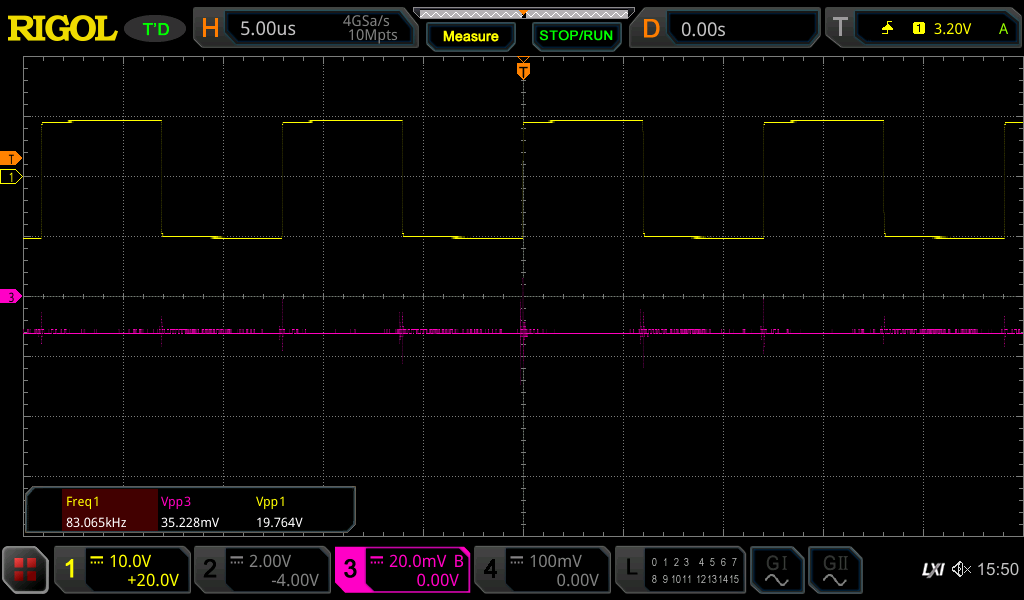 RIGOL T'D H 5.00us 4GSa/s 10Mpts Measure STOP/RUN D 0.00s T 1 3.20V A
T
T
1
3
Freq1 Vpp3 Vpp1
83.065kHz 35.228mV 19.764V
1 10.0V +20.0V
2 2.00V -4.00V
3 20.0mV B 0.00V
4 100mV 0.00V
L 0 1 2 3 4 5 6 7
8 9 10 11 12 13 14 15
GI GII
LXI 15:50